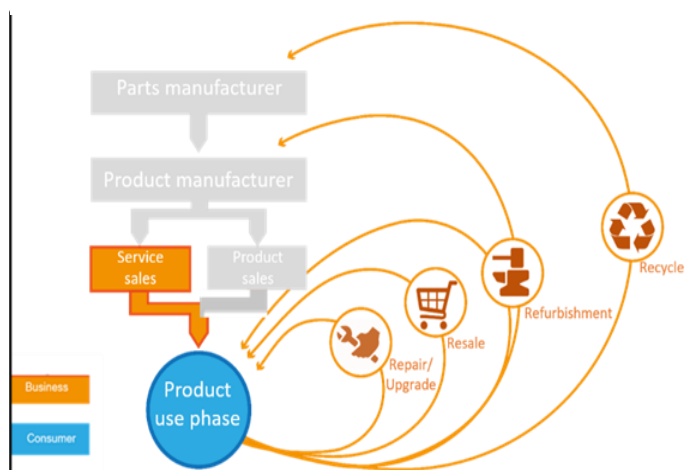 Parts manufacturer
Product manufacturer
Service
sales
Product
sales
Recycle
Refurbishment
Resale
Repair/
Upgrade
Product
use phase
Business
Consumer